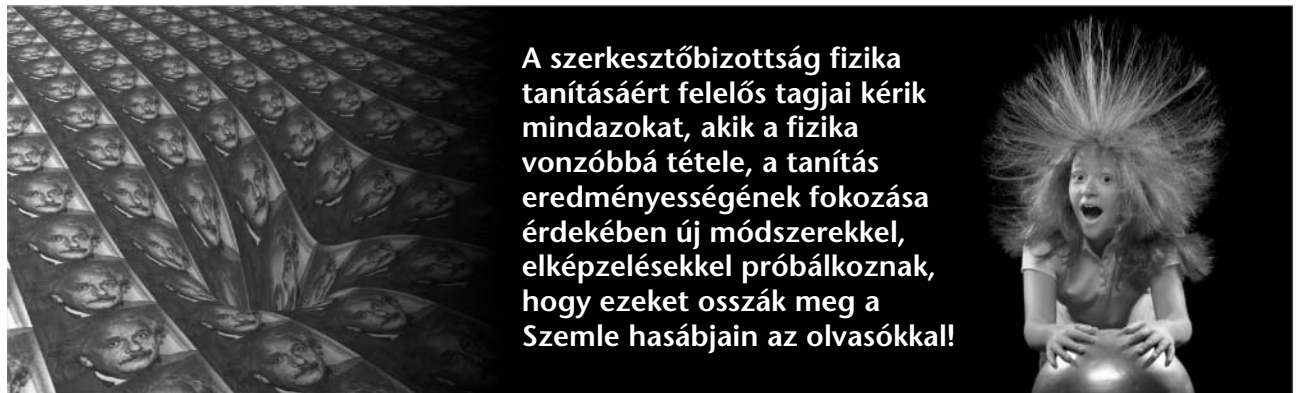 A szerkesztőbizottság fizika
tanításáért felelős tagjai kérik
mindazokat, akik a fizika
vonzóbbá tétele, a tanítás
eredményességének fokozása
érdekében új módszerekkel,
elképzelésekkel próbálkoznak,
hogy ezeket osszák meg a
Szemle hasábjain az olvasókkal!